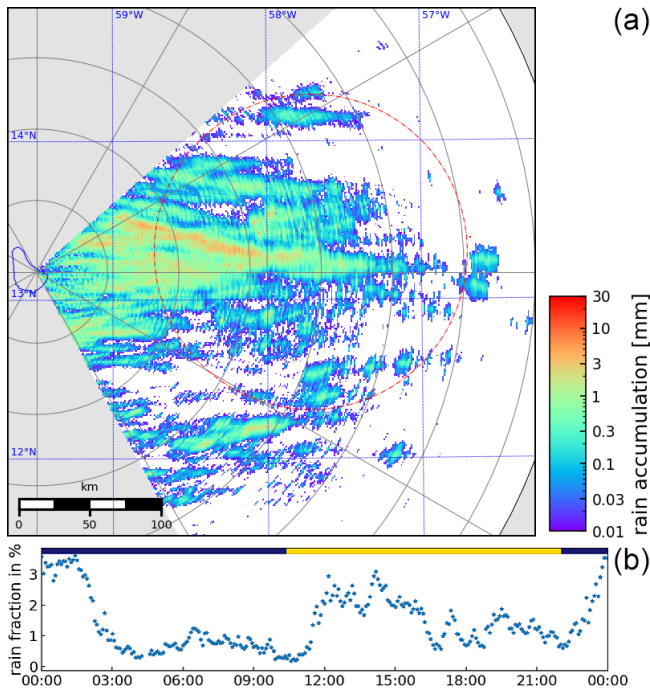 (a)
59°W 58°W 57°W
14°N
13°N
12°N
km
0 50 100
rain accumulation [mm]
30
10
3
1
0.3
0.1
0.03
0.01
(b)
rain fraction in %
3
2
1
0
00:00 03:00 06:00 09:00 12:00 15:00 18:00 21:00 00:00